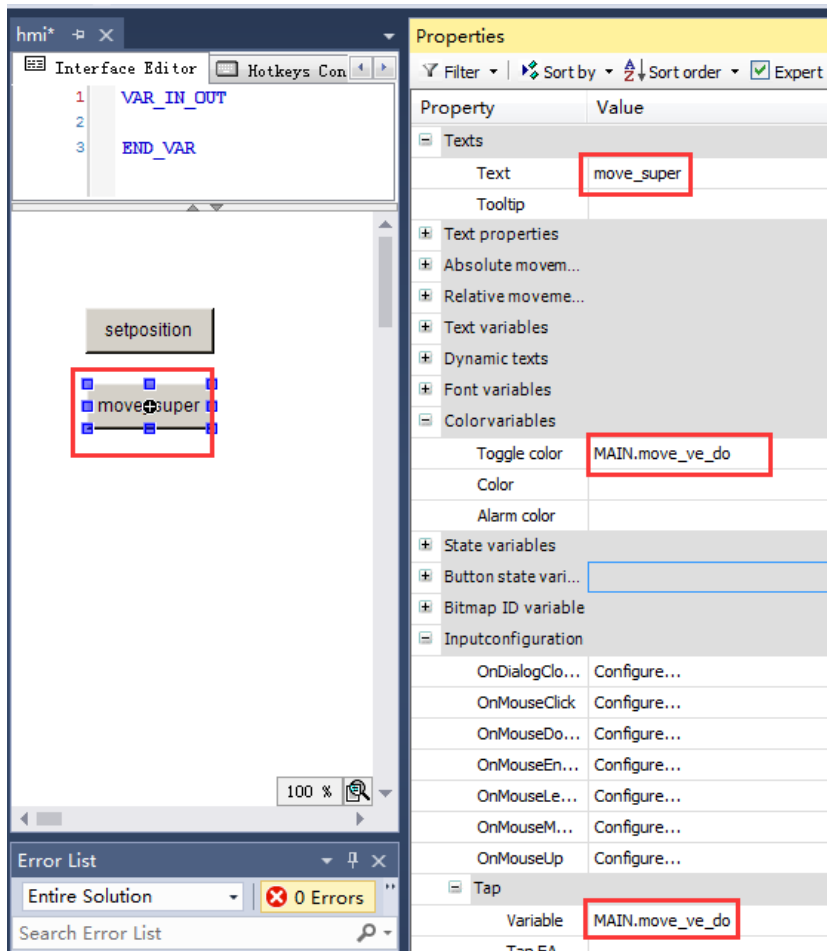 hmi*
Interface Editor
Hotkeys Con
1 VAR_IN_OUT
2
3 END_VAR
setposition
move_super
100 %
Error List
Entire Solution
0 Errors
Search Error List
Properties
Filter Sort by Sort order Expert
Property Value
Texts
Text move_super
Tooltip
Text properties
Absolute movem...
Relative moveme...
Text variables
Dynamic texts
Font variables
Colorvariables
Toggle color MAIN.move_ve_do
Color
Alarm color
State variables
Button state vari...
Bitmap ID variable
Inputconfiguration
OnDialogClo... Configure...
OnMouseClick Configure...
OnMouseDo... Configure...
OnMouseEn... Configure...
OnMouseLe... Configure...
OnMouseM... Configure...
OnMouseUp Configure...
Tap
Variable MAIN.move_ve_do